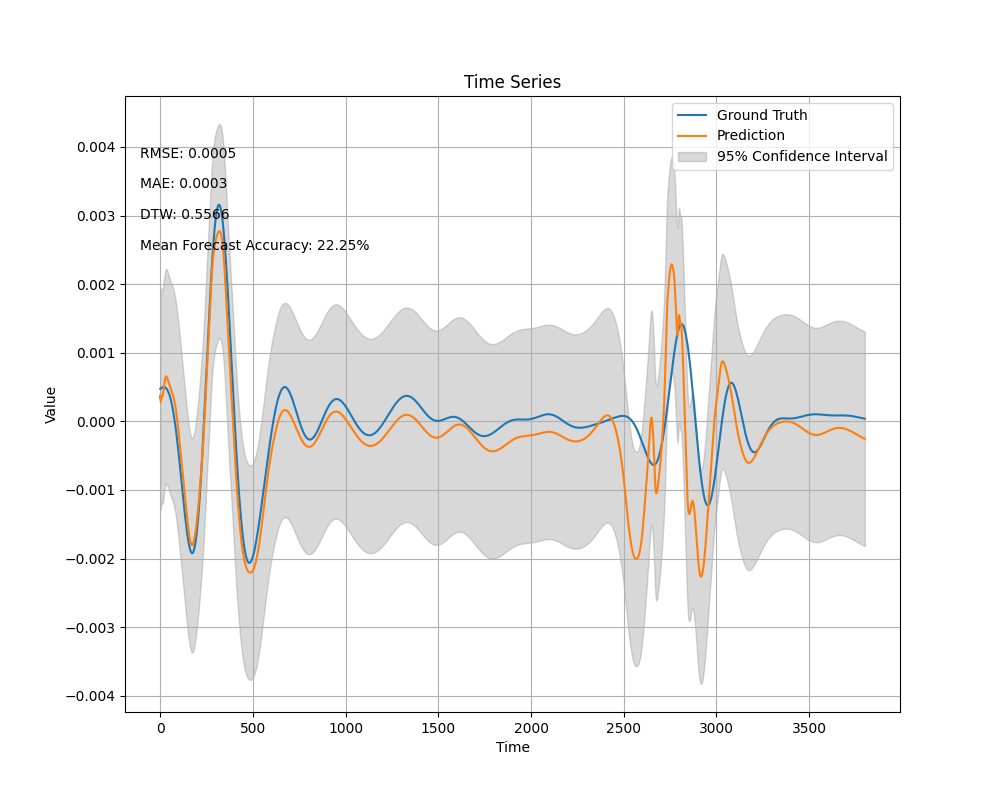 Time Series
Ground Truth
Prediction
95% Confidence Interval
RMSE: 0.0005
MAE: 0.0003
DTW: 0.5566
Mean Forecast Accuracy: 22.25%
Value
0.004
0.003
0.002
0.001
0.000
−0.001
−0.002
−0.003
−0.004
0 500 1000 1500 2000 2500 3000 3500
Time